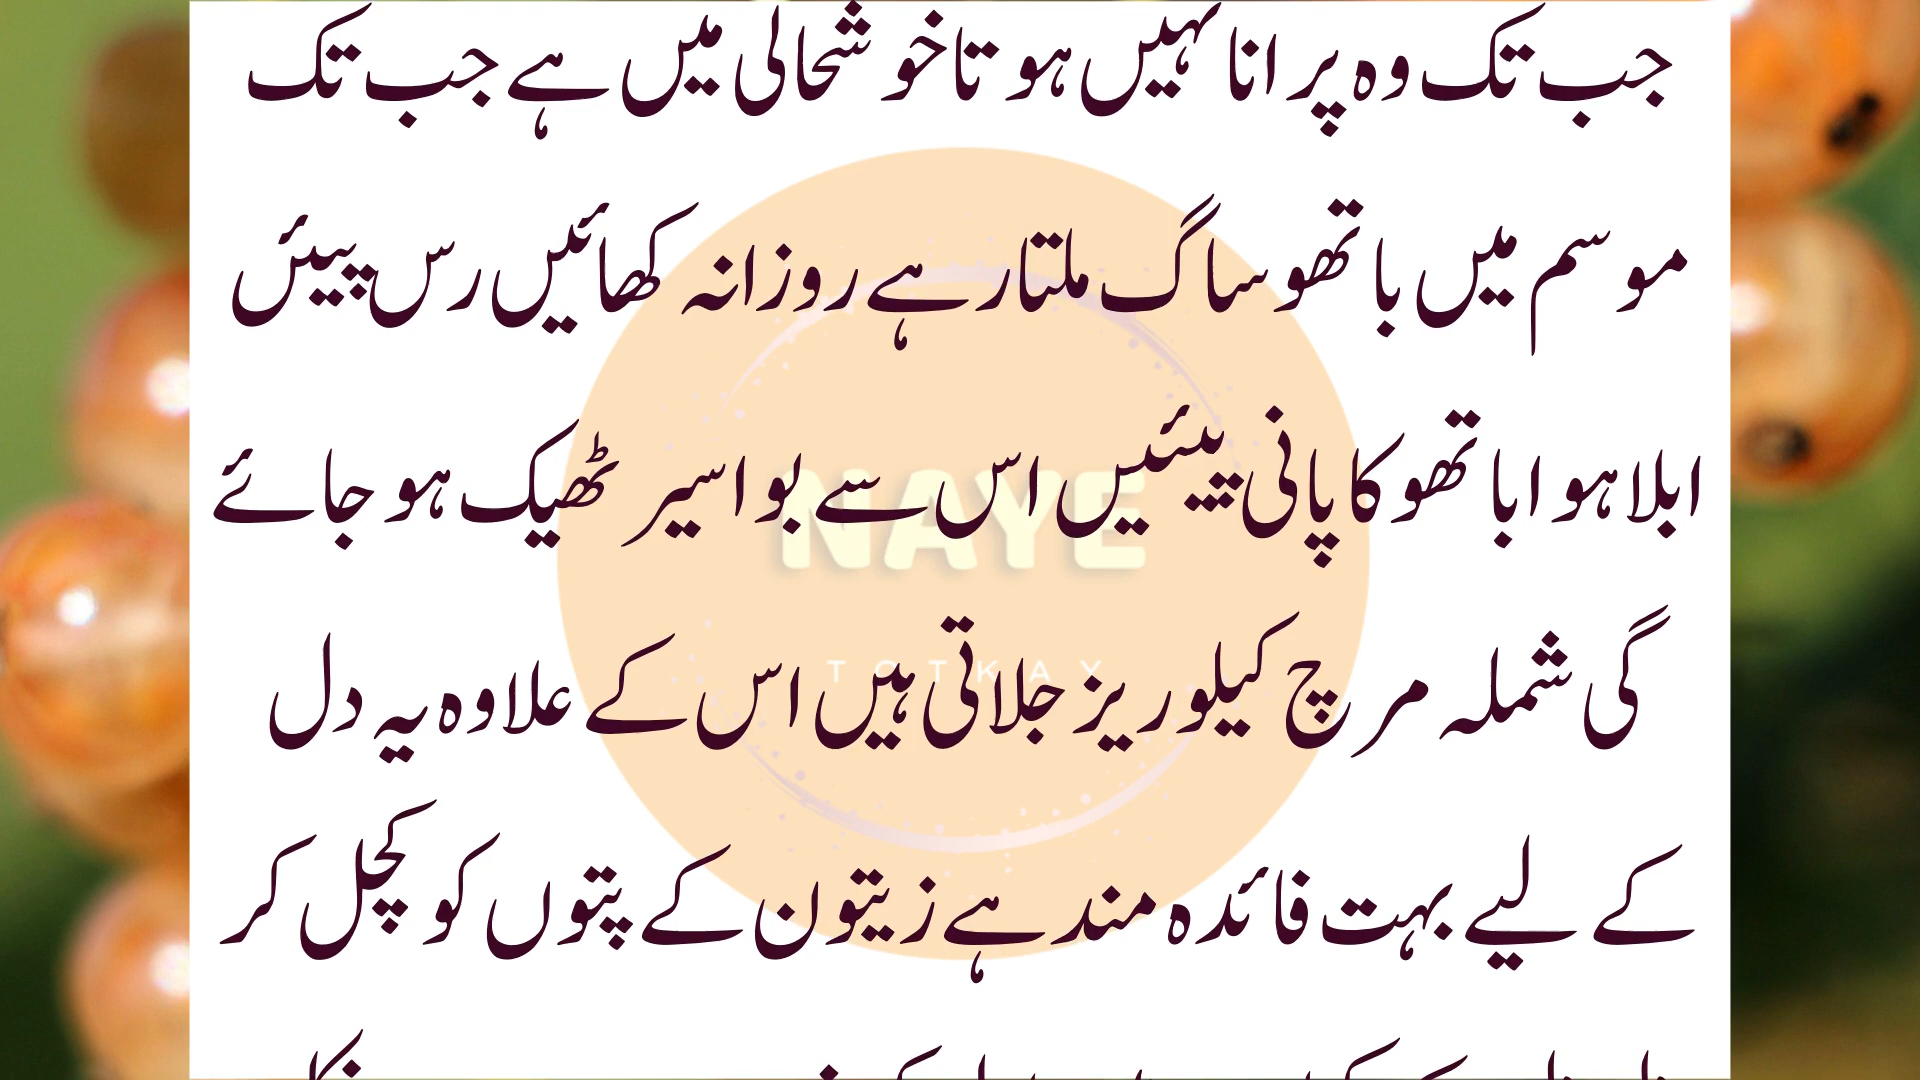 جب تک وہ پرانا نہیں ہوتا خوشحالی میں ہے جب تک
موسم میں باتھو ساگ ملتا رہے روزانہ کھائیں رس پیئں
ابلا ہوا باتھو کا پانی پیئیں اس سے بواسیر ٹھیک ہو جائے
NAYE
گی شملہ مرچ کیلوریز جلاتی ہیں اس کے علاوہ یہ دل
TOTKAY
کے لیے بہت فائدہ مند ہے زیتون کے پتوں کو کچل کر